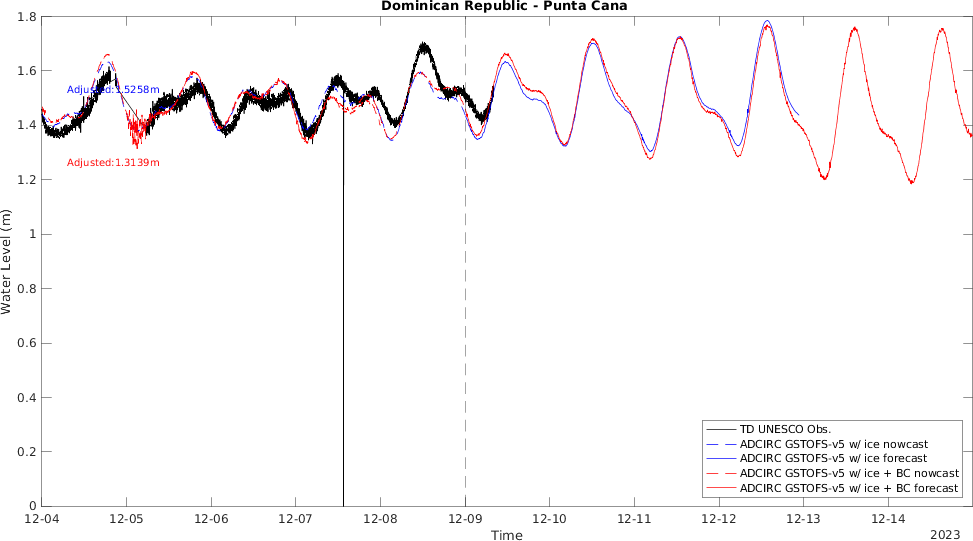 Dominican Republic - Punta Cana
1.8
1.6
1.4
1.2
1
0.8
0.6
0.4
0.2
0
Water Level (m)
Adjusted:1.5258m
Adjusted:1.3139m
TD UNESCO Obs.
ADCIRC GSTOFS-v5 w/ ice nowcast
ADCIRC GSTOFS-v5 w/ ice forecast
ADCIRC GSTOFS-v5 w/ ice + BC nowcast
ADCIRC GSTOFS-v5 w/ ice + BC forecast
12-04 12-05 12-06 12-07 12-08 12-09 12-10 12-11 12-12 12-13 12-14
Time
2023